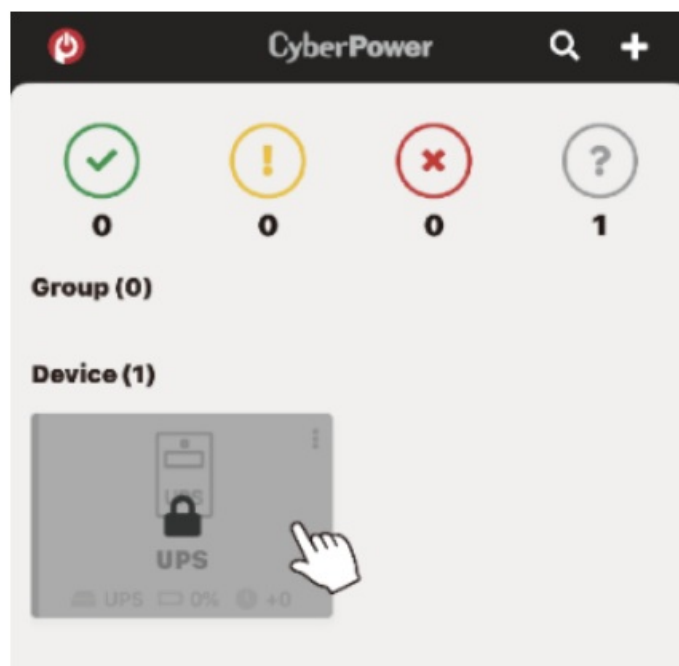 CyberPower
0 0 0 1
Group (0)
Device (1)
UPS
UPS
UPS 0% +0